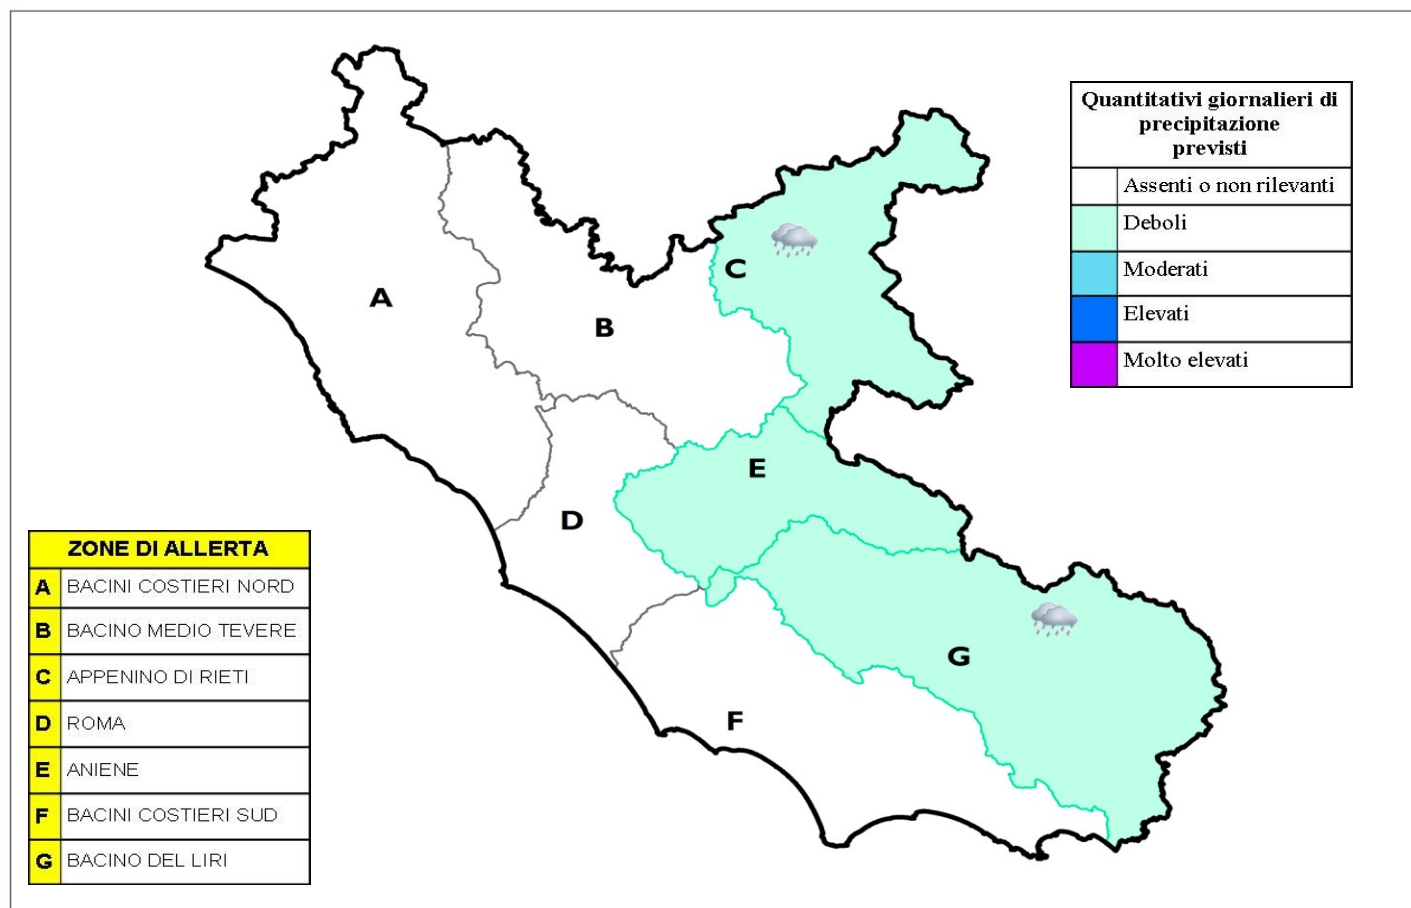 Quantitativi giornalieri di
precipitazione
previsti
Assenti o non rilevanti
Deboli
Moderati
Elevati
Molto elevati
A
B
C
D
E
F
G
ZONE DI ALLERTA
A BACINI COSTIERI NORD
B BACINO MEDIO TEVERE
C APPENINO DI RIETI
D ROMA
E ANIENE
F BACINI COSTIERI SUD
G BACINO DEL LIRI